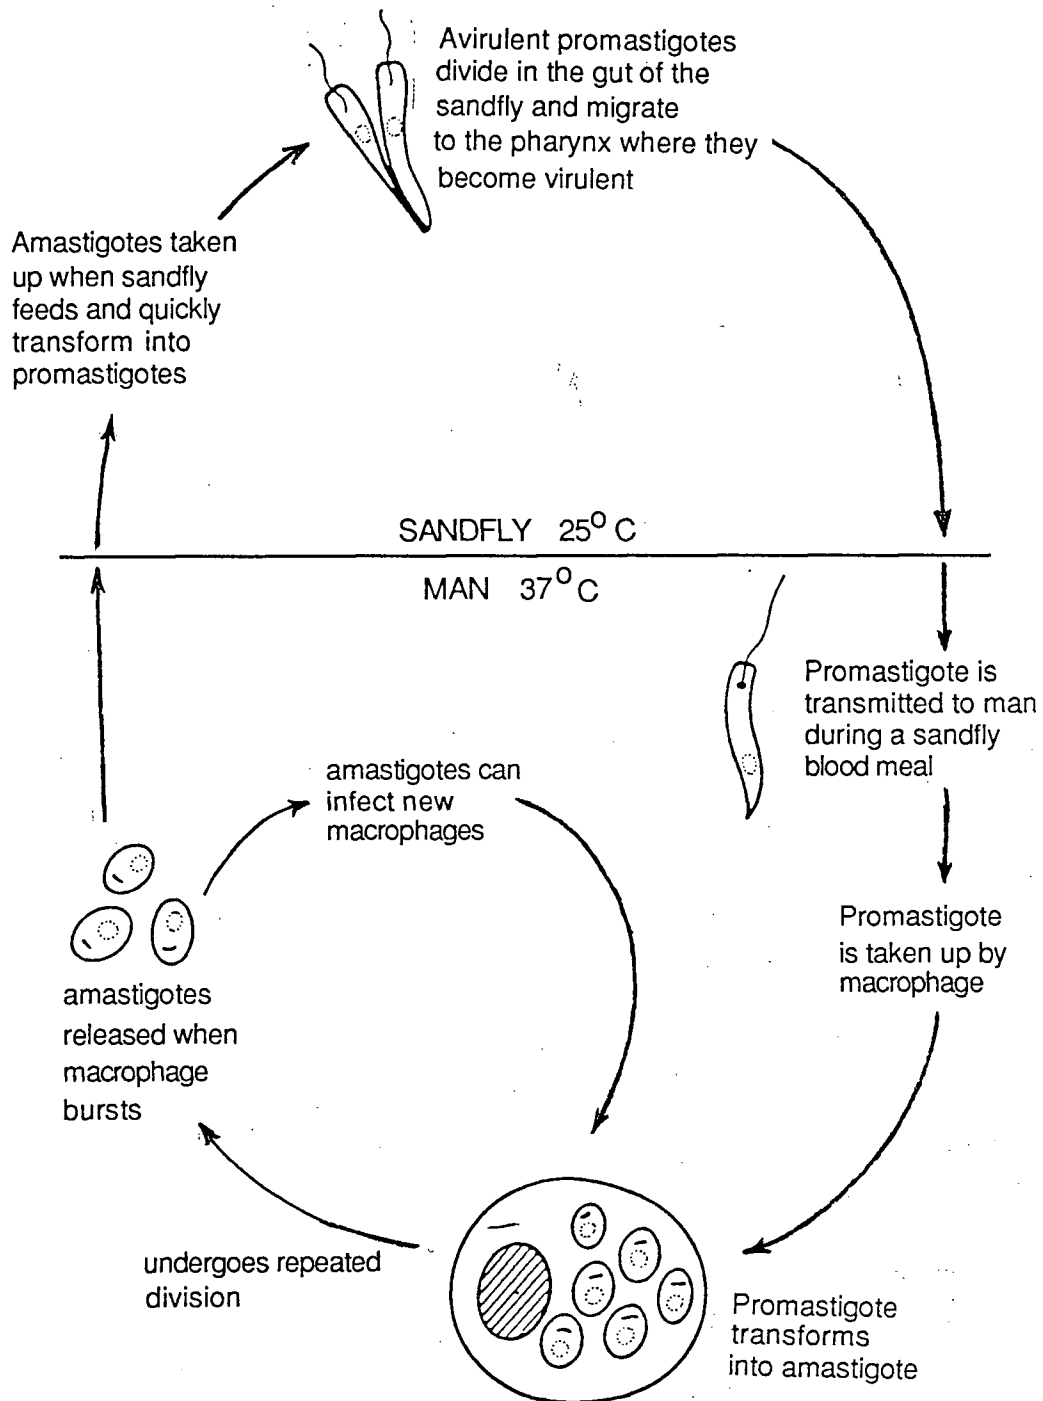 Avirulent promastigotes
divide in the gut of the
sandfly and migrate
to the pharynx where they
become virulent
Amastigotes taken
up when sandfly
feeds and quickly
transform into
promastigotes
SANDFLY 25° C
MAN 37° C
Promastigote is
transmitted to man
during a sandfly
blood meal
amastigotes can
infect new
macrophages
Promastigote
is taken up by
macrophage
amastigotes
released when
macrophage
bursts
undergoes repeated
division
Promastigote
transforms
into amastigote